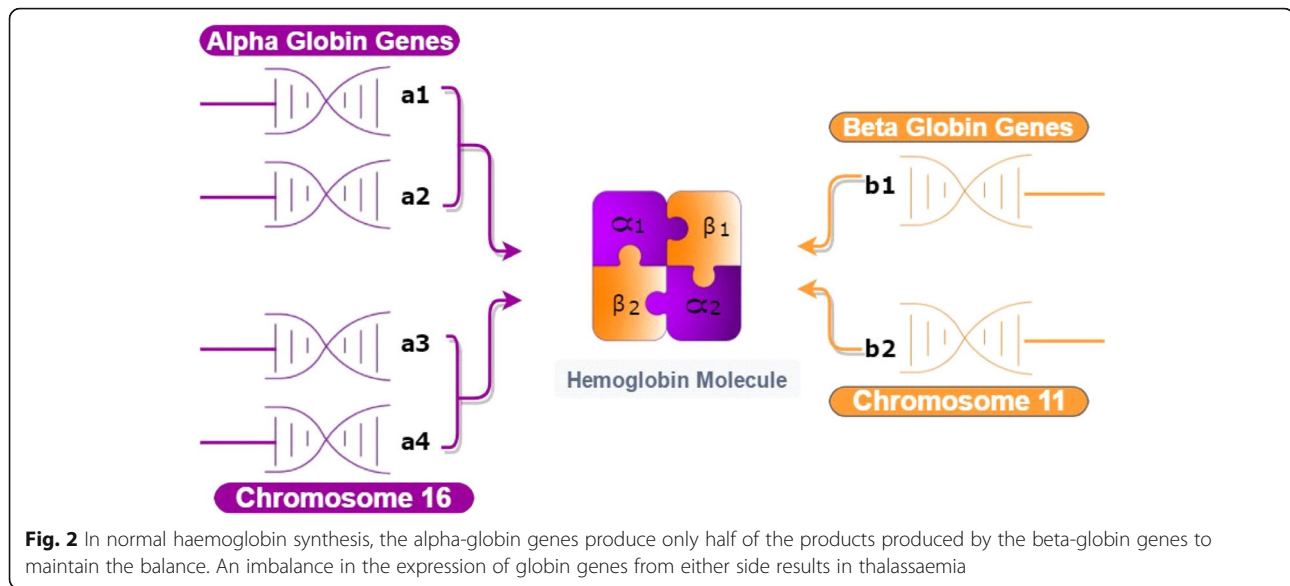 Alpha Globin Genes
a1
a2
a3
a4
Chromosome 16
α1
β1
β2
α2
Hemoglobin Molecule
Beta Globin Genes
b1
b2
Chromosome 11
Fig. 2 In normal haemoglobin synthesis, the alpha-globin genes produce only half of the products produced by the beta-globin genes to
maintain the balance. An imbalance in the expression of globin genes from either side results in thalassaemia